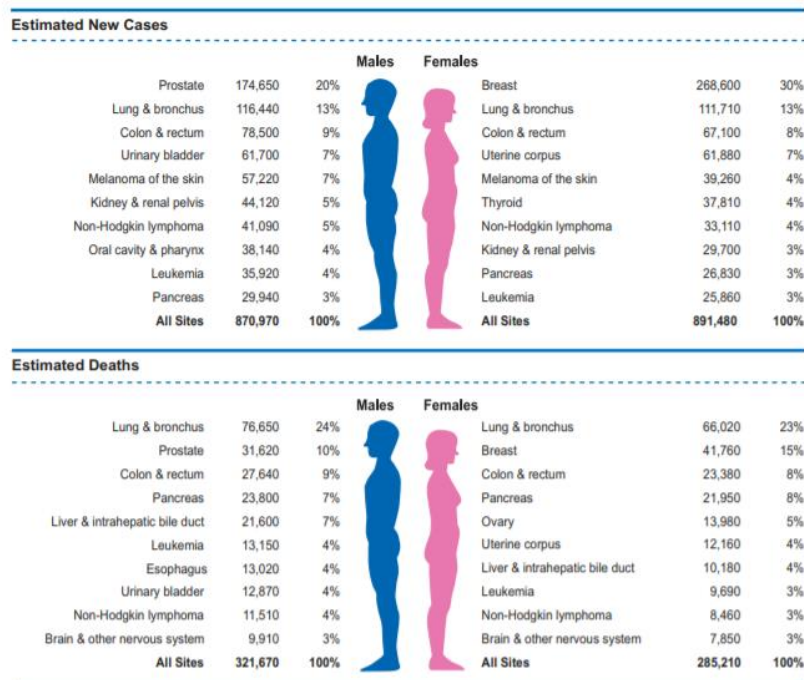 Estimated New Cases
Males Females
Prostate 174,650 20% Breast 268,600 30%
Lung & bronchus 116,440 13% Lung & bronchus 111,710 13%
Colon & rectum 78,500 9% Colon & rectum 67,100 8%
Urinary bladder 61,700 7% Uterine corpus 61,880 7%
Melanoma of the skin 57,220 7% Melanoma of the skin 39,260 4%
Kidney & renal pelvis 44,120 5% Thyroid 37,810 4%
Non-Hodgkin lymphoma 41,090 5% Non-Hodgkin lymphoma 33,110 4%
Oral cavity & pharynx 38,140 4% Kidney & renal pelvis 29,700 3%
Leukemia 35,920 4% Pancreas 26,830 3%
Pancreas 29,940 3% Leukemia 25,860 3%
All Sites 870,970 100% All Sites 891,480 100%
Estimated Deaths
Males Females
Lung & bronchus 76,650 24% Lung & bronchus 66,020 23%
Prostate 31,620 10% Breast 41,760 15%
Colon & rectum 27,640 9% Colon & rectum 23,380 8%
Pancreas 23,800 7% Pancreas 21,950 8%
Liver & intrahepatic bile duct 21,600 7% Ovary 13,980 5%
Leukemia 13,150 4% Uterine corpus 12,160 4%
Esophagus 13,020 4% Liver & intrahepatic bile duct 10,180 4%
Urinary bladder 12,870 4% Leukemia 9,690 3%
Non-Hodgkin lymphoma 11,510 4% Non-Hodgkin lymphoma 8,460 3%
Brain & other nervous system 9,910 3% Brain & other nervous system 7,850 3%
All Sites 321,670 100% All Sites 285,210 100%